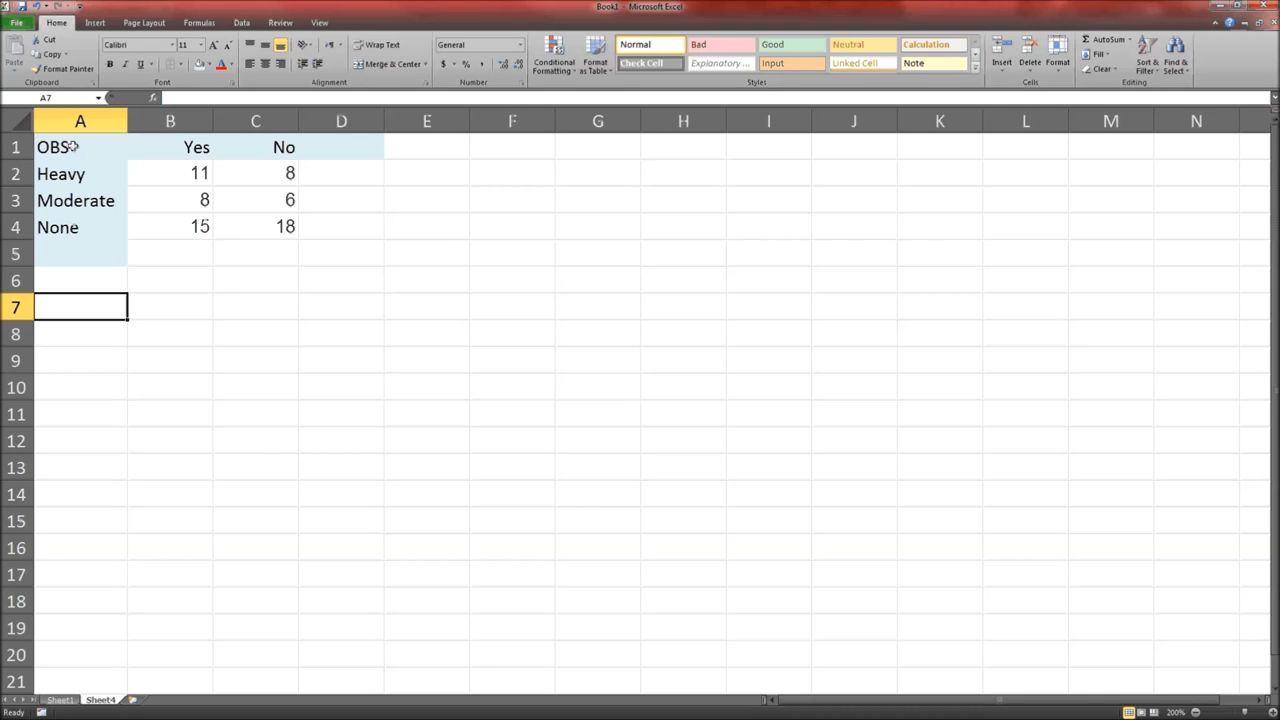 Book1 - Microsoft Excel
File Home Insert Page Layout Formulas Data Review View
Paste Cut Calibri 11 Wrap Text General Normal Bad Good Neutral Calculation AutoSum
Copy Fill
Format Painter B I U Merge & Center $ % , Check Cell Explanatory ... Input Linked Cell Note Clear
Conditional Formatting Format as Table Insert Delete Format Sort & Filter Find & Select
Clipboard Font Alignment Number Styles Cells Editing
A7 fx
A B C D E F G H I J K L M N
1 OBS Yes No
2 Heavy 11 8
3 Moderate 8 6
4 None 15 18
5
6
7
8
9
10
11
12
13
14
15
16
17
18
19
20
21
Sheet1 Sheet4
Ready 200%